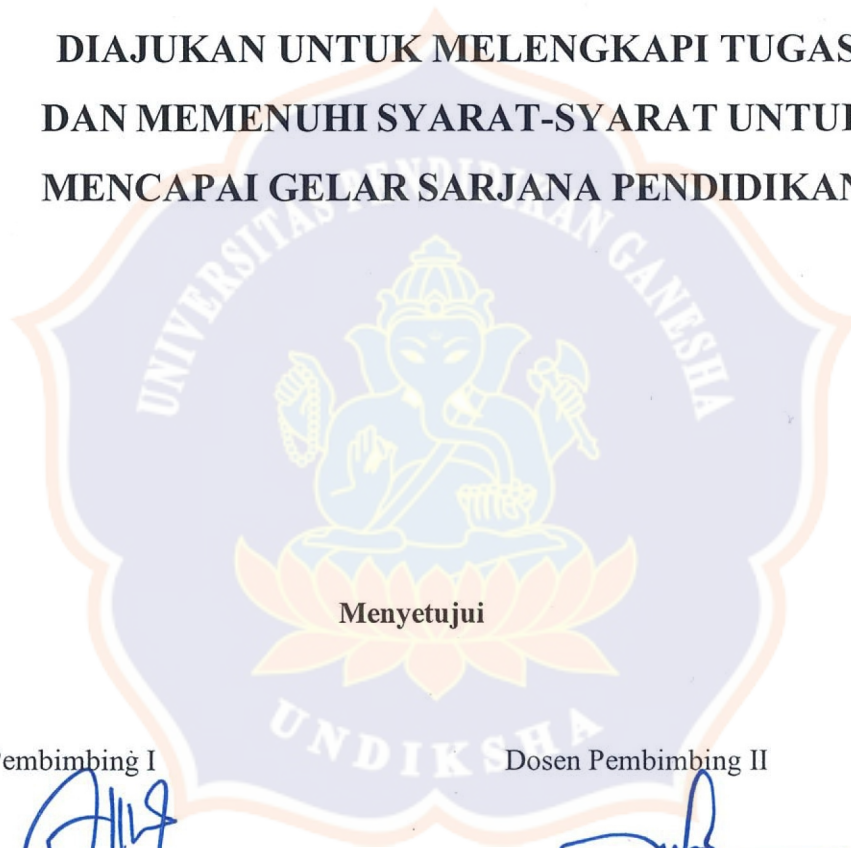 DIAJUKAN UNTUK MELENGKAPI TUGAS
DAN MEMENUHI SYARAT-SYARAT UNTUK
MENCAPAI GELAR SARJANA PENDIDIKAN
UNIVERSITAS PENDIDIKAN GANESHA
Menyetujui
UNDIKSHA
Pembimbing I
Dosen Pembimbing II